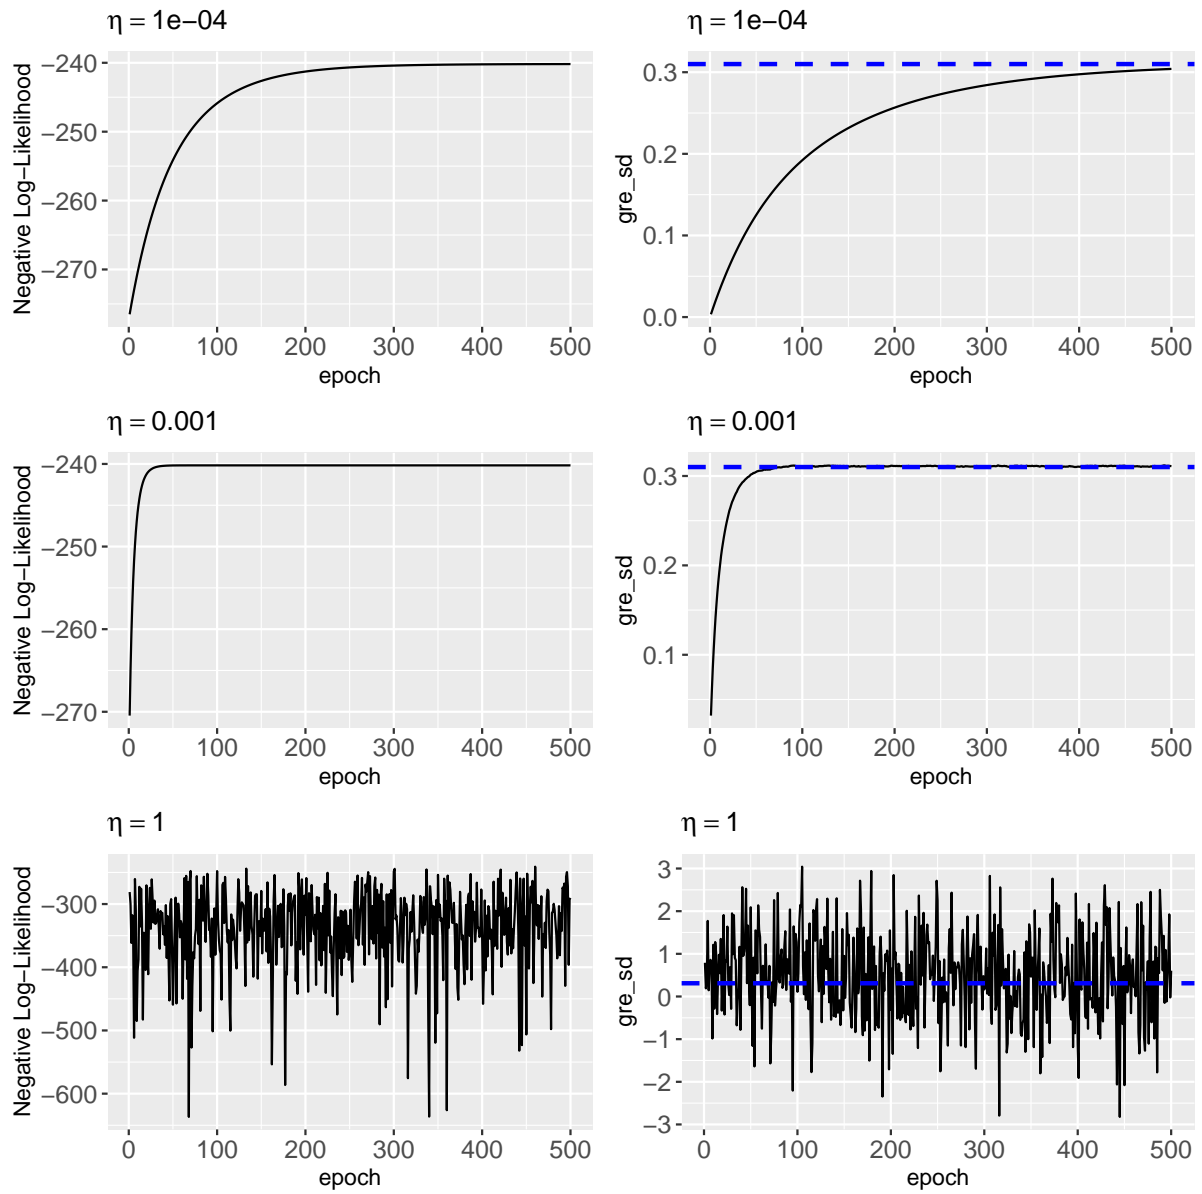 η = 1e−04
Negative Log−Likelihood
−240
−250
−260
−270
0 100 200 300 400 500
epoch
η = 1e−04
gre_sd
0.3
0.2
0.1
0.0
0 100 200 300 400 500
epoch
η = 0.001
Negative Log−Likelihood
−240
−250
−260
−270
0 100 200 300 400 500
epoch
η = 0.001
gre_sd
0.3
0.2
0.1
0 100 200 300 400 500
epoch
η = 1
Negative Log−Likelihood
−300
−400
−500
−600
0 100 200 300 400 500
epoch
η = 1
gre_sd
3
2
1
0
−1
−2
−3
0 100 200 300 400 500
epoch